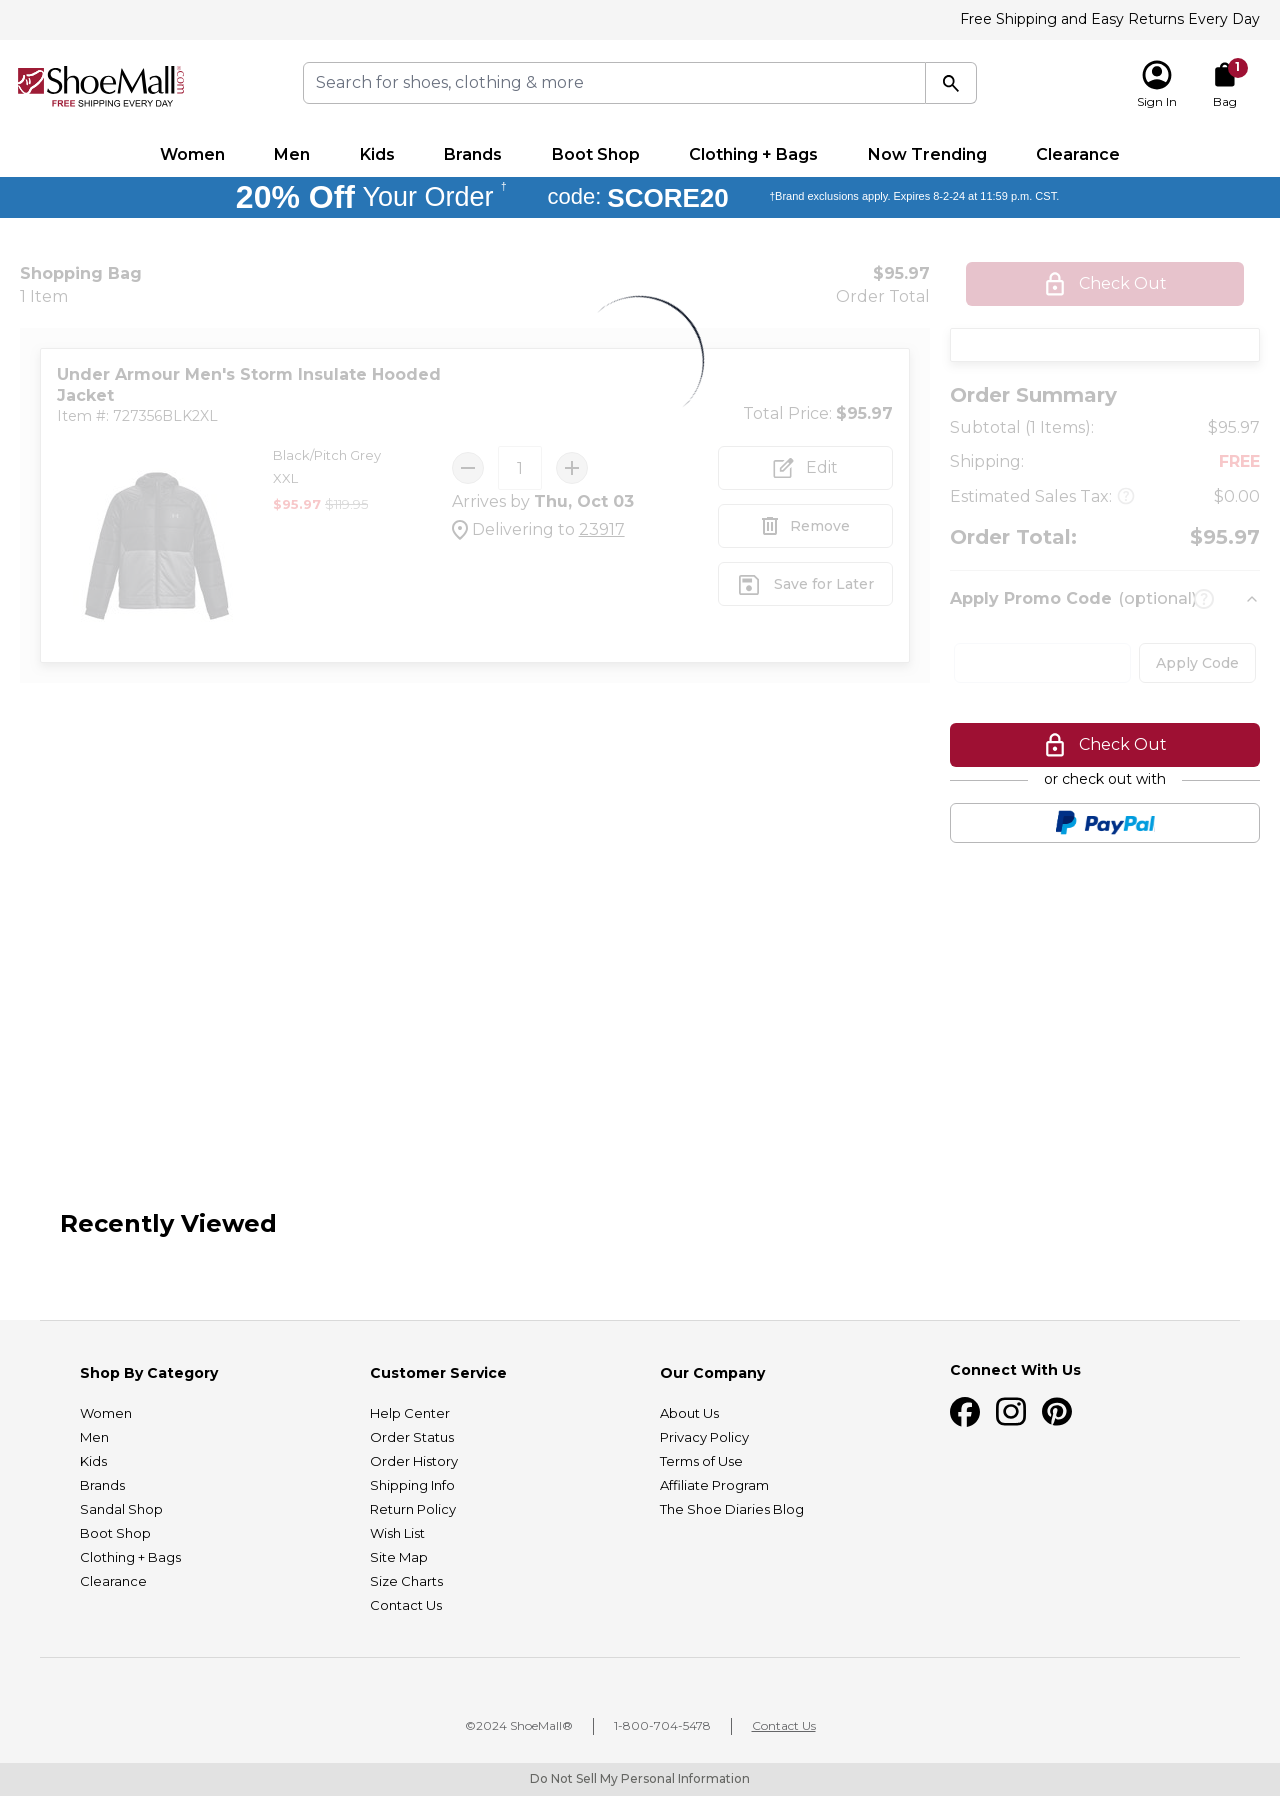 Free Shipping and Easy Returns Every Day
ShoeMall.com
FREE SHIPPING EVERY DAY
Search for shoes, clothing & more
Sign In
1
Bag
Women Men Kids Brands Boot Shop Clothing + Bags Now Trending Clearance
20% Off Your Order † code: SCORE20 †Brand exclusions apply. Expires 8-2-24 at 11:59 p.m. CST.
Shopping Bag
1 Item
$95.97
Order Total
Check Out
Under Armour Men's Storm Insulate Hooded
Jacket
Item #: 727356BLK2XL
Total Price: $95.97
Black/Pitch Grey
XXL
$95.97 $119.95
1
Arrives by Thu, Oct 03
Delivering to 23917
Edit
Remove
Save for Later
Order Summary
Subtotal (1 Items): $95.97
Shipping: FREE
Estimated Sales Tax: ? $0.00
Order Total: $95.97
Apply Promo Code (optional) ?
Apply Code
Check Out
or check out with
PayPal
Recently Viewed
Shop By Category
Women
Men
Kids
Brands
Sandal Shop
Boot Shop
Clothing + Bags
Clearance
Customer Service
Help Center
Order Status
Order History
Shipping Info
Return Policy
Wish List
Site Map
Size Charts
Contact Us
Our Company
About Us
Privacy Policy
Terms of Use
Affiliate Program
The Shoe Diaries Blog
Connect With Us
©2024 ShoeMall® 1-800-704-5478 Contact Us
Do Not Sell My Personal Information